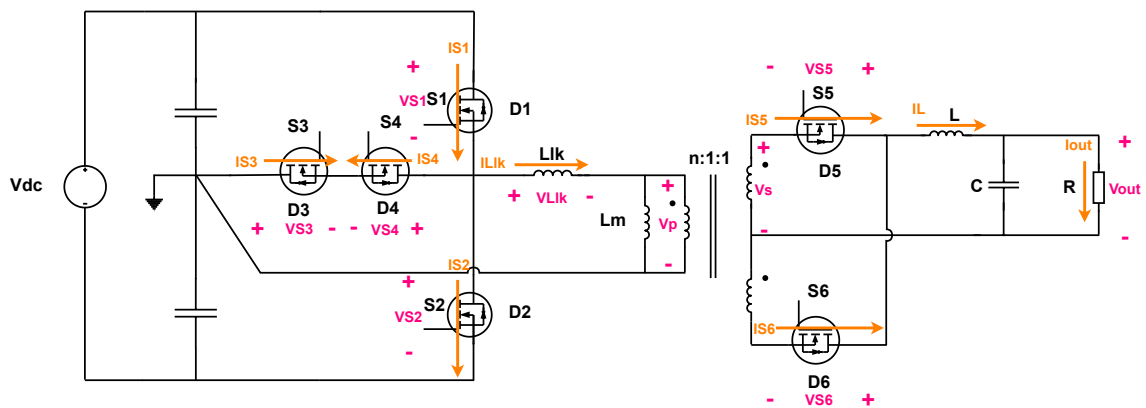 IS1
+
VS1
S1
D1
-
S3
S4
IS3
IS4
D3
D4
+ VS3 - - VS4 +
Vdc
ILlk
Llk
+ VLlk -
Lm
+
Vp
-
n:1:1
IS2
+
S2
VS2
D2
-
- VS5 +
S5
IS5
D5
+
Vs
-
IL
L
C
Iout
R
+
Vout
-
S6
IS6
D6
- VS6 +